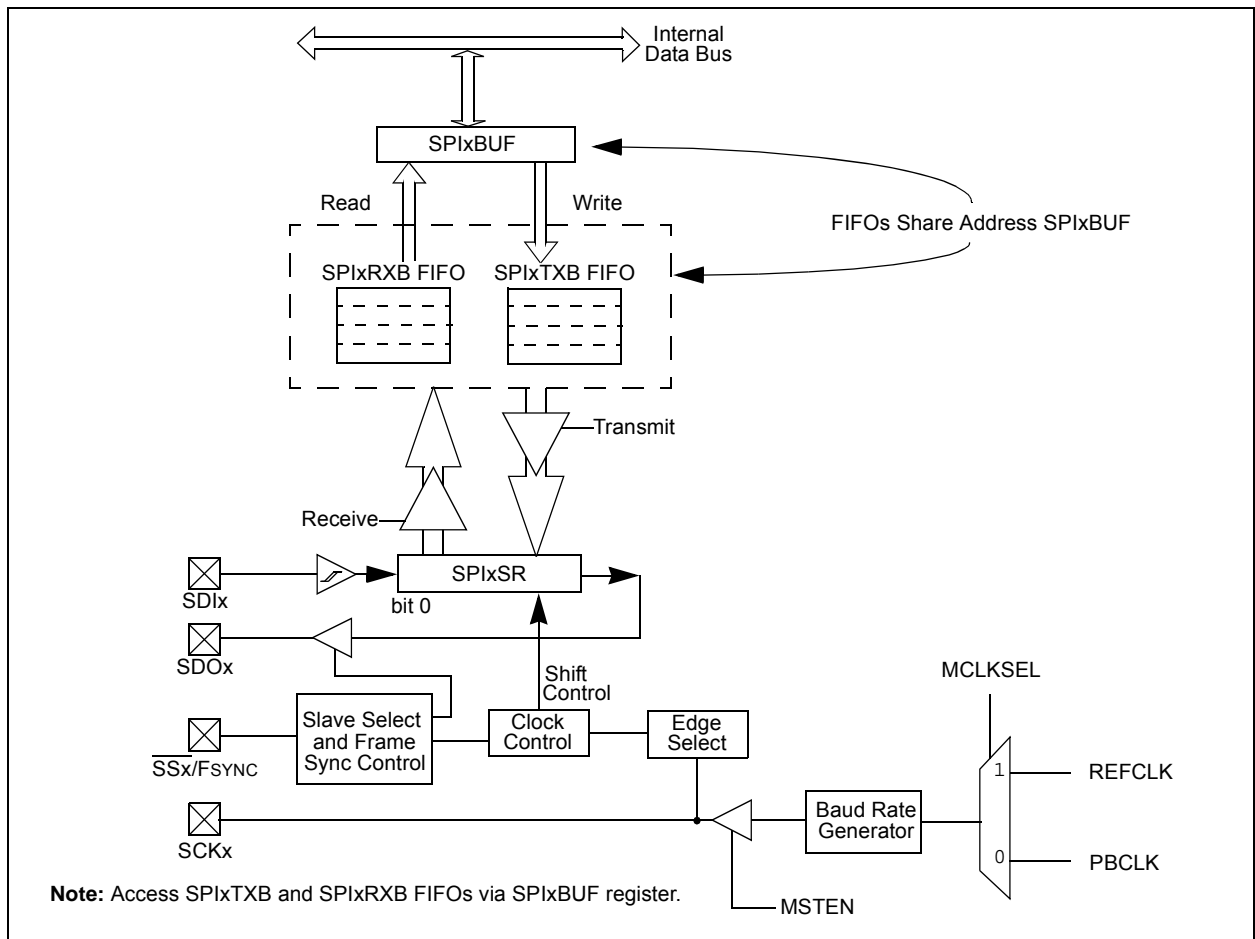 Internal
Data Bus
SPIxBUF
Read
Write
FIFOs Share Address SPIxBUF
SPIxRXB FIFO
SPIxTXB FIFO
Transmit
Receive
SPIxSR
SDIx
bit 0
SDOx
Shift
Control
MCLKSEL
Slave Select
and Frame
Sync Control
Clock
Control
Edge
Select
SSx/FSYNC
1
REFCLK
Baud Rate
Generator
SCKx
0
PBCLK
Note: Access SPIxTXB and SPIxRXB FIFOs via SPIxBUF register.
MSTEN